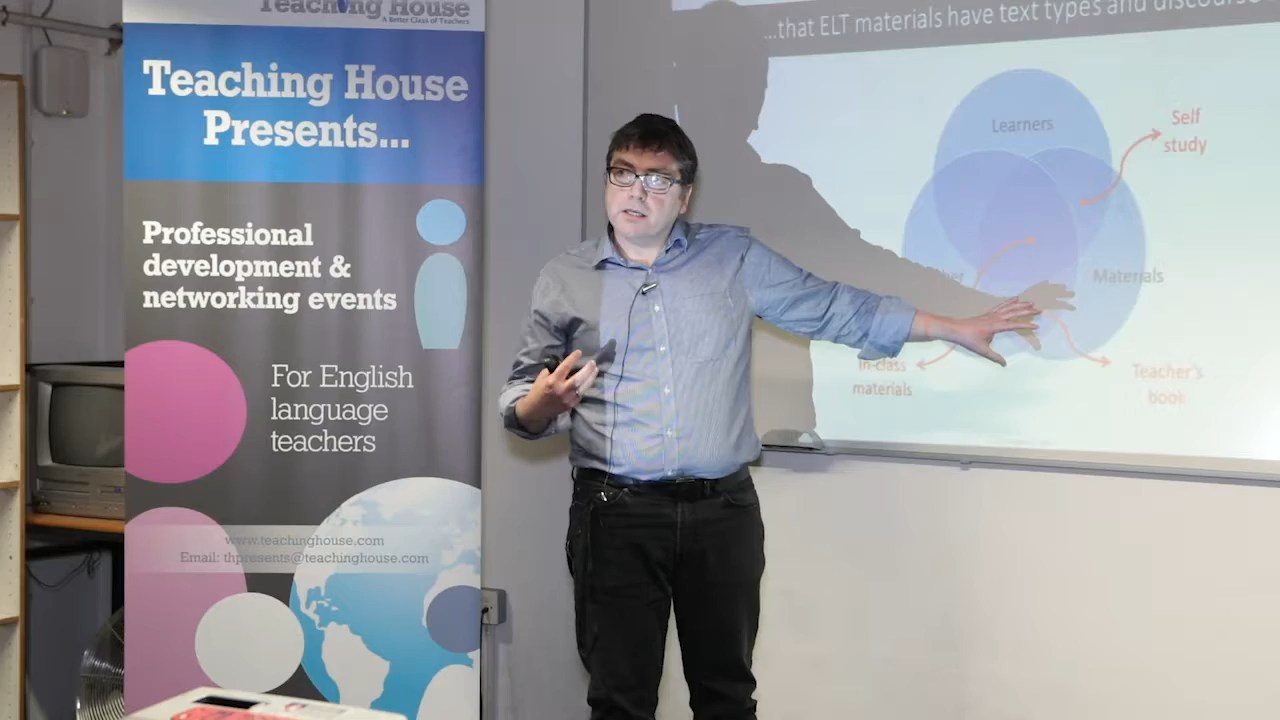 Teaching House
A Better Class of Teachers
Teaching House
Presents...
Professional
development &
networking events
For English
language
teachers
www.teachinghouse.com
Email: thpresents@teachinghouse.com
...that ELT materials have text types and discourse
Learners
Self
study
Materials
In-class
materials
Teacher's
book